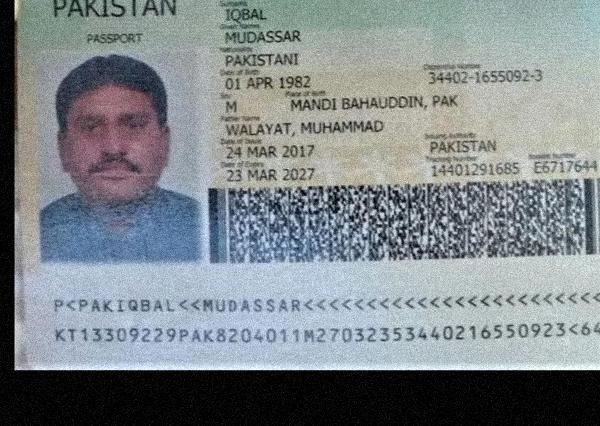 PAKISTAN
PASSPORT
Surname
IQBAL
Given Names
MUDASSAR
Nationality
PAKISTANI
Date of Birth
Citizenship Number
01 APR 1982
34402-1655092-3
Sex
Place of Birth
M
MANDI BAHAUDDIN, PAK
Father Name
WALAYAT, MUHAMMAD
Date of Issue
Issuing Authority
24 MAR 2017
PAKISTAN
Date of Expiry
Tracking Number
23 MAR 2027
14401291685
E6717644
P<PAKIQBAL<<MUDASSAR<<<<<<<<<<<<<<<<<<<<<<<<
KT13309229PAK8204011M27032353440216550923<64